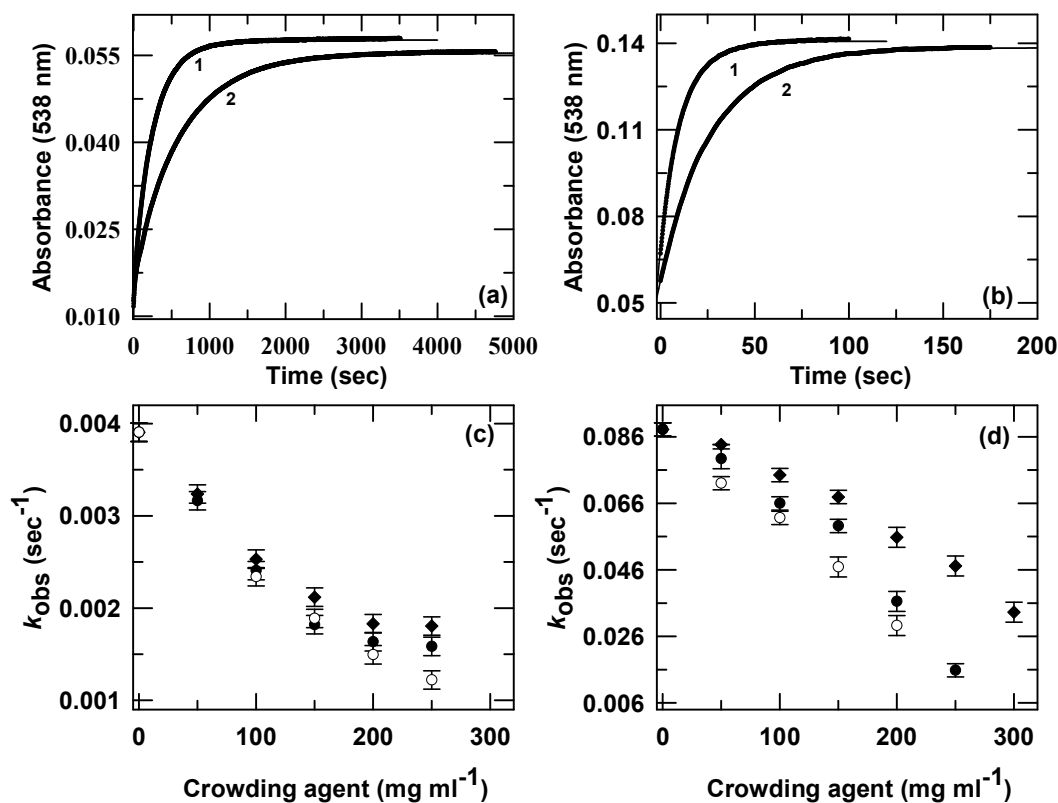 Absorbance (538 nm)
0.055
0.040
0.025
0.010
1
2
(a)
0 1000 2000 3000 4000 5000
Time (sec)
Absorbance (538 nm)
0.14
0.11
0.08
0.05
1
2
(b)
0 50 100 150 200
Time (sec)
kobs (sec-1)
0.004
0.003
0.002
0.001
(c)
0 100 200 300
Crowding agent (mg ml-1)
kobs (sec-1)
0.086
0.066
0.046
0.026
0.006
(d)
0 100 200 300
Crowding agent (mg ml-1)